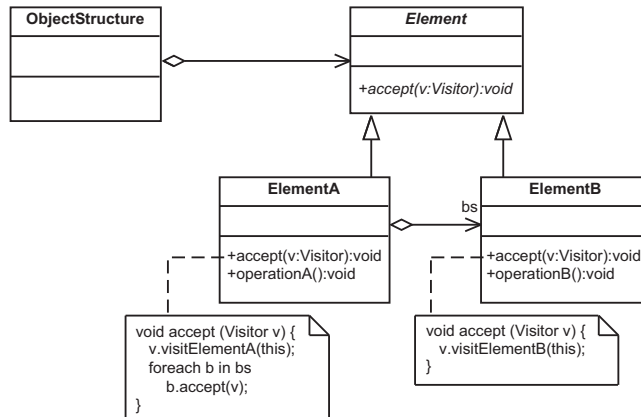 ObjectStructure
Element
+accept(v:Visitor):void
ElementA
+accept(v:Visitor):void
+operationA():void
bs
ElementB
+accept(v:Visitor):void
+operationB():void
void accept (Visitor v) {
v.visitElementA(this);
foreach b in bs
b.accept(v);
}
void accept (Visitor v) {
v.visitElementB(this);
}